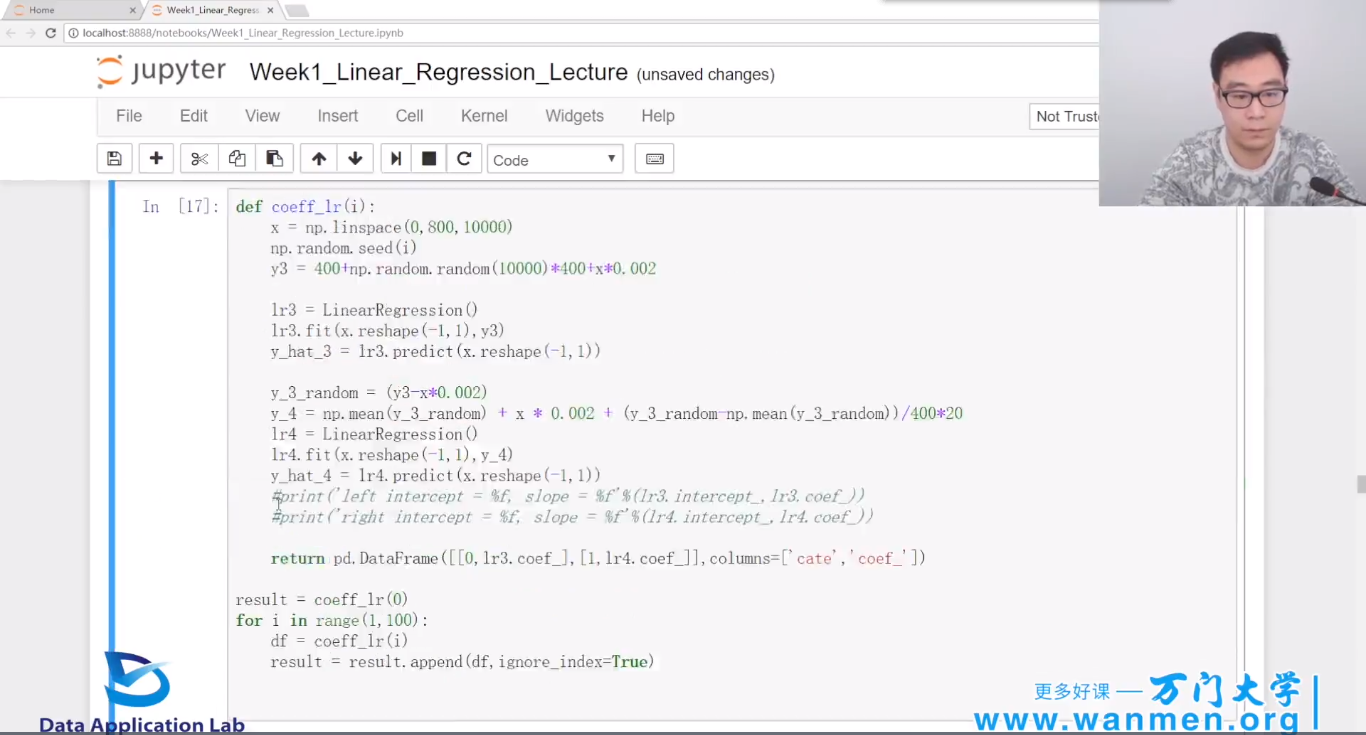 Home
Week1_Linear_Regress
localhost:8888/notebooks/Week1_Linear_Regression_Lecture.ipynb
jupyter Week1_Linear_Regression_Lecture (unsaved changes)
File Edit View Insert Cell Kernel Widgets Help Not Truste
Code
In [17]:
def coeff_lr(i):
    x = np.linspace(0,800,10000)
    np.random.seed(i)
    y3 = 400+np.random.random(10000)*400+x*0.002
    lr3 = LinearRegression()
    lr3.fit(x.reshape(-1,1),y3)
    y_hat_3 = lr3.predict(x.reshape(-1,1))
    y_3_random = (y3-x*0.002)
    y_4 = np.mean(y_3_random) + x * 0.002 + (y_3_random-np.mean(y_3_random))/400*20
    lr4 = LinearRegression()
    lr4.fit(x.reshape(-1,1),y_4)
    y_hat_4 = lr4.predict(x.reshape(-1,1))
    #print('left intercept = %f, slope = %f'%(lr3.intercept_,lr3.coef_))
    #print('right intercept = %f, slope = %f'%(lr4.intercept_,lr4.coef_))
    return pd.DataFrame([[0,lr3.coef_],[1,lr4.coef_]],columns=['cate','coef_'])
result = coeff_lr(0)
for i in range(1,100):
    df = coeff_lr(i)
    result = result.append(df,ignore_index=True)
Data Application Lab
更多好课 — 万门大学
www.wanmen.org